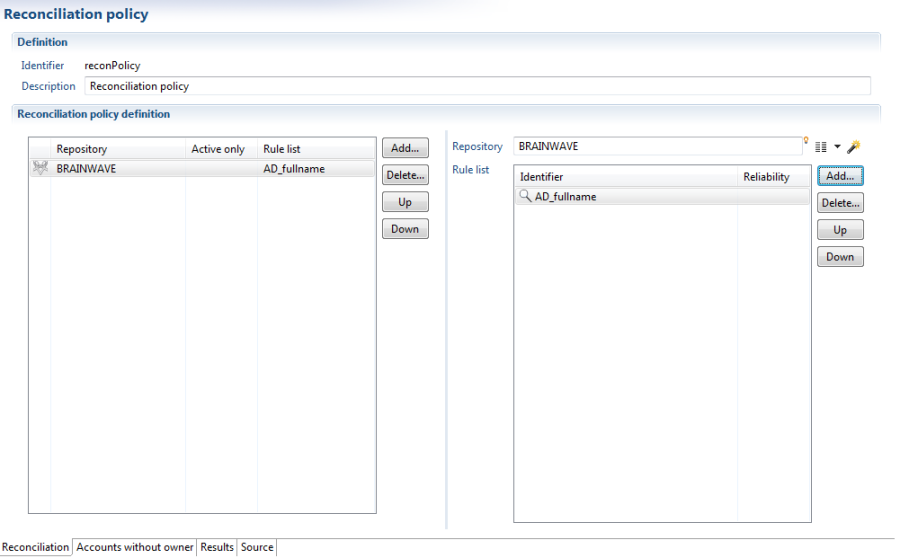 Reconciliation policy
Definition
Identifier reconPolicy
Description Reconciliation policy
Reconciliation policy definition
Repository Active only Rule list
BRAINWAVE AD_fullname
Add...
Delete...
Up
Down
Repository BRAINWAVE
Rule list
Identifier Reliability
AD_fullname
Add...
Delete...
Up
Down
Reconciliation Accounts without owner Results Source